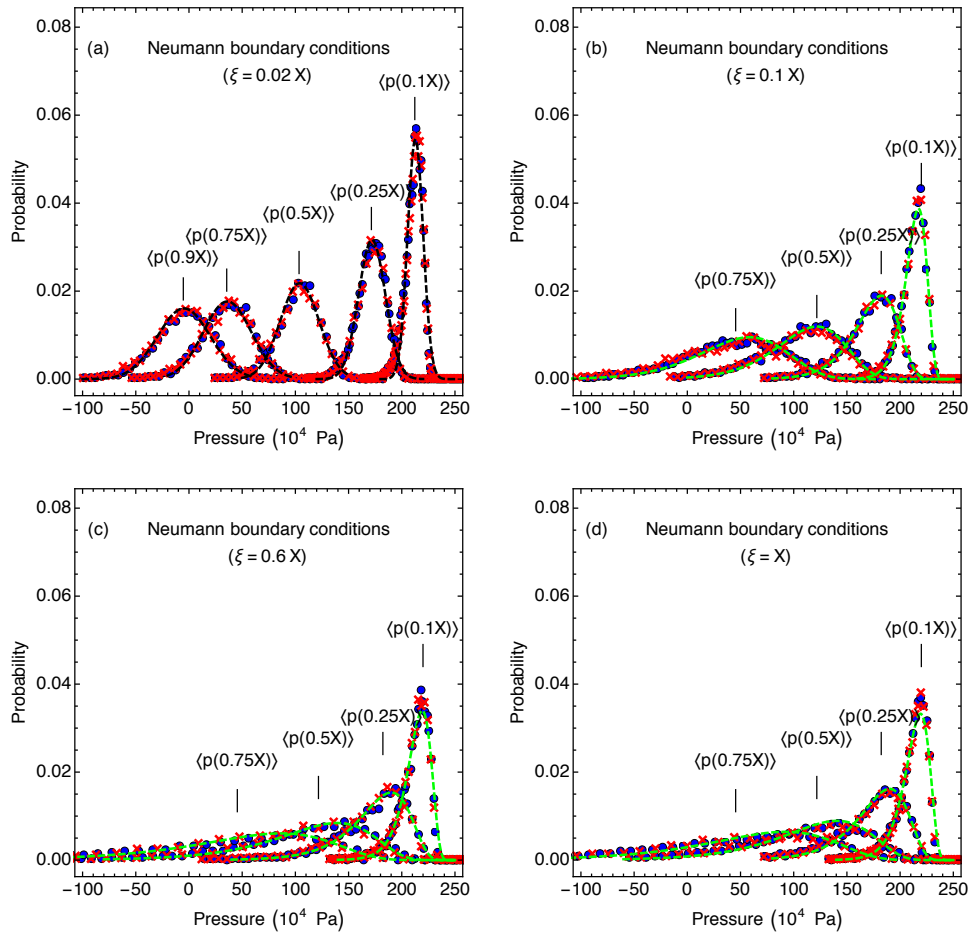 (a) Neumann boundary conditions
(ξ = 0.02 X)
⟨p(0.1X)⟩
⟨p(0.25X)⟩
⟨p(0.5X)⟩
⟨p(0.75X)⟩
⟨p(0.9X)⟩
0.08
0.06
0.04
0.02
0.00
Probability
−100 −50 0 50 100 150 200 250
Pressure (10⁴ Pa)
(b) Neumann boundary conditions
(ξ = 0.1 X)
⟨p(0.1X)⟩
⟨p(0.25X)⟩
⟨p(0.5X)⟩
⟨p(0.75X)⟩
0.08
0.06
0.04
0.02
0.00
Probability
−100 −50 0 50 100 150 200 250
Pressure (10⁴ Pa)
(c) Neumann boundary conditions
(ξ = 0.6 X)
⟨p(0.1X)⟩
⟨p(0.25X)⟩
⟨p(0.5X)⟩
⟨p(0.75X)⟩
0.08
0.06
0.04
0.02
0.00
Probability
−100 −50 0 50 100 150 200 250
Pressure (10⁴ Pa)
(d) Neumann boundary conditions
(ξ = X)
⟨p(0.1X)⟩
⟨p(0.25X)⟩
⟨p(0.5X)⟩
⟨p(0.75X)⟩
0.08
0.06
0.04
0.02
0.00
Probability
−100 −50 0 50 100 150 200 250
Pressure (10⁴ Pa)